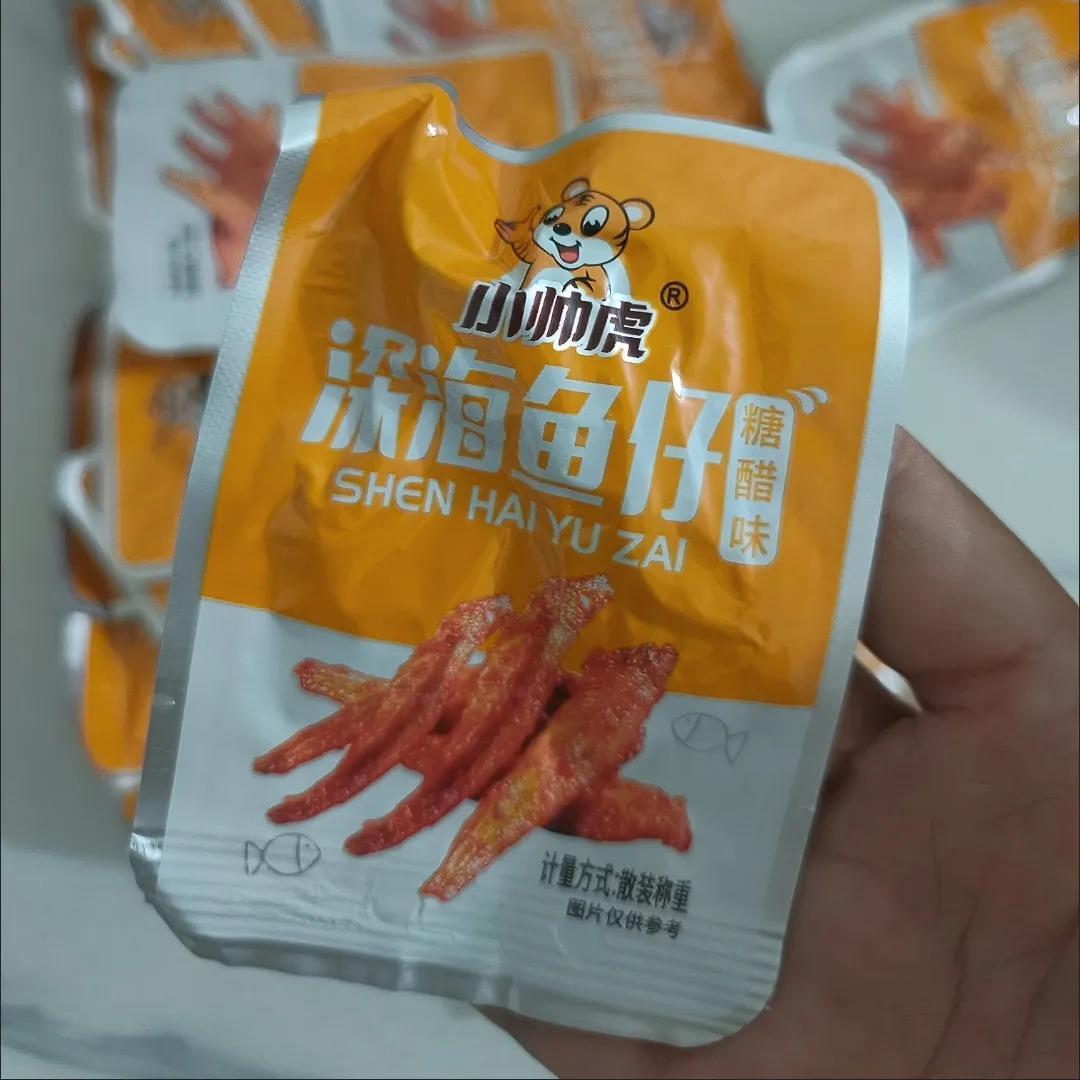 小帅虎®
深海鱼仔
SHEN HAI YU ZAI
糖醋味
计量方式:散装称重
图片仅供参考